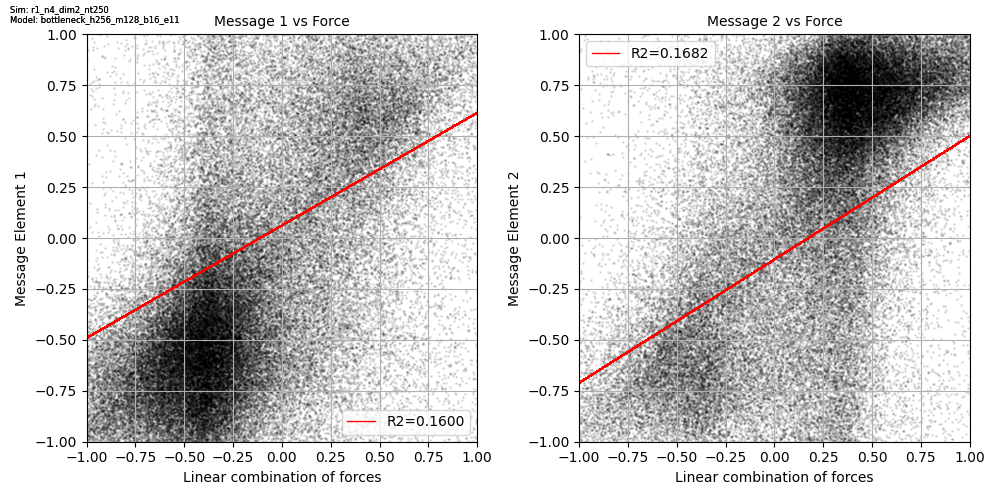 Sim: r1_n4_dim2_nt250
Model: bottleneck_h256_m128_b16_e11
Message 1 vs Force
1.00
0.75
0.50
0.25
0.00
−0.25
−0.50
−0.75
−1.00
Message Element 1
R2=0.1600
−1.00 −0.75 −0.50 −0.25 0.00 0.25 0.50 0.75 1.00
Linear combination of forces
Message 2 vs Force
1.00
0.75
0.50
0.25
0.00
−0.25
−0.50
−0.75
−1.00
Message Element 2
R2=0.1682
−1.00 −0.75 −0.50 −0.25 0.00 0.25 0.50 0.75 1.00
Linear combination of forces